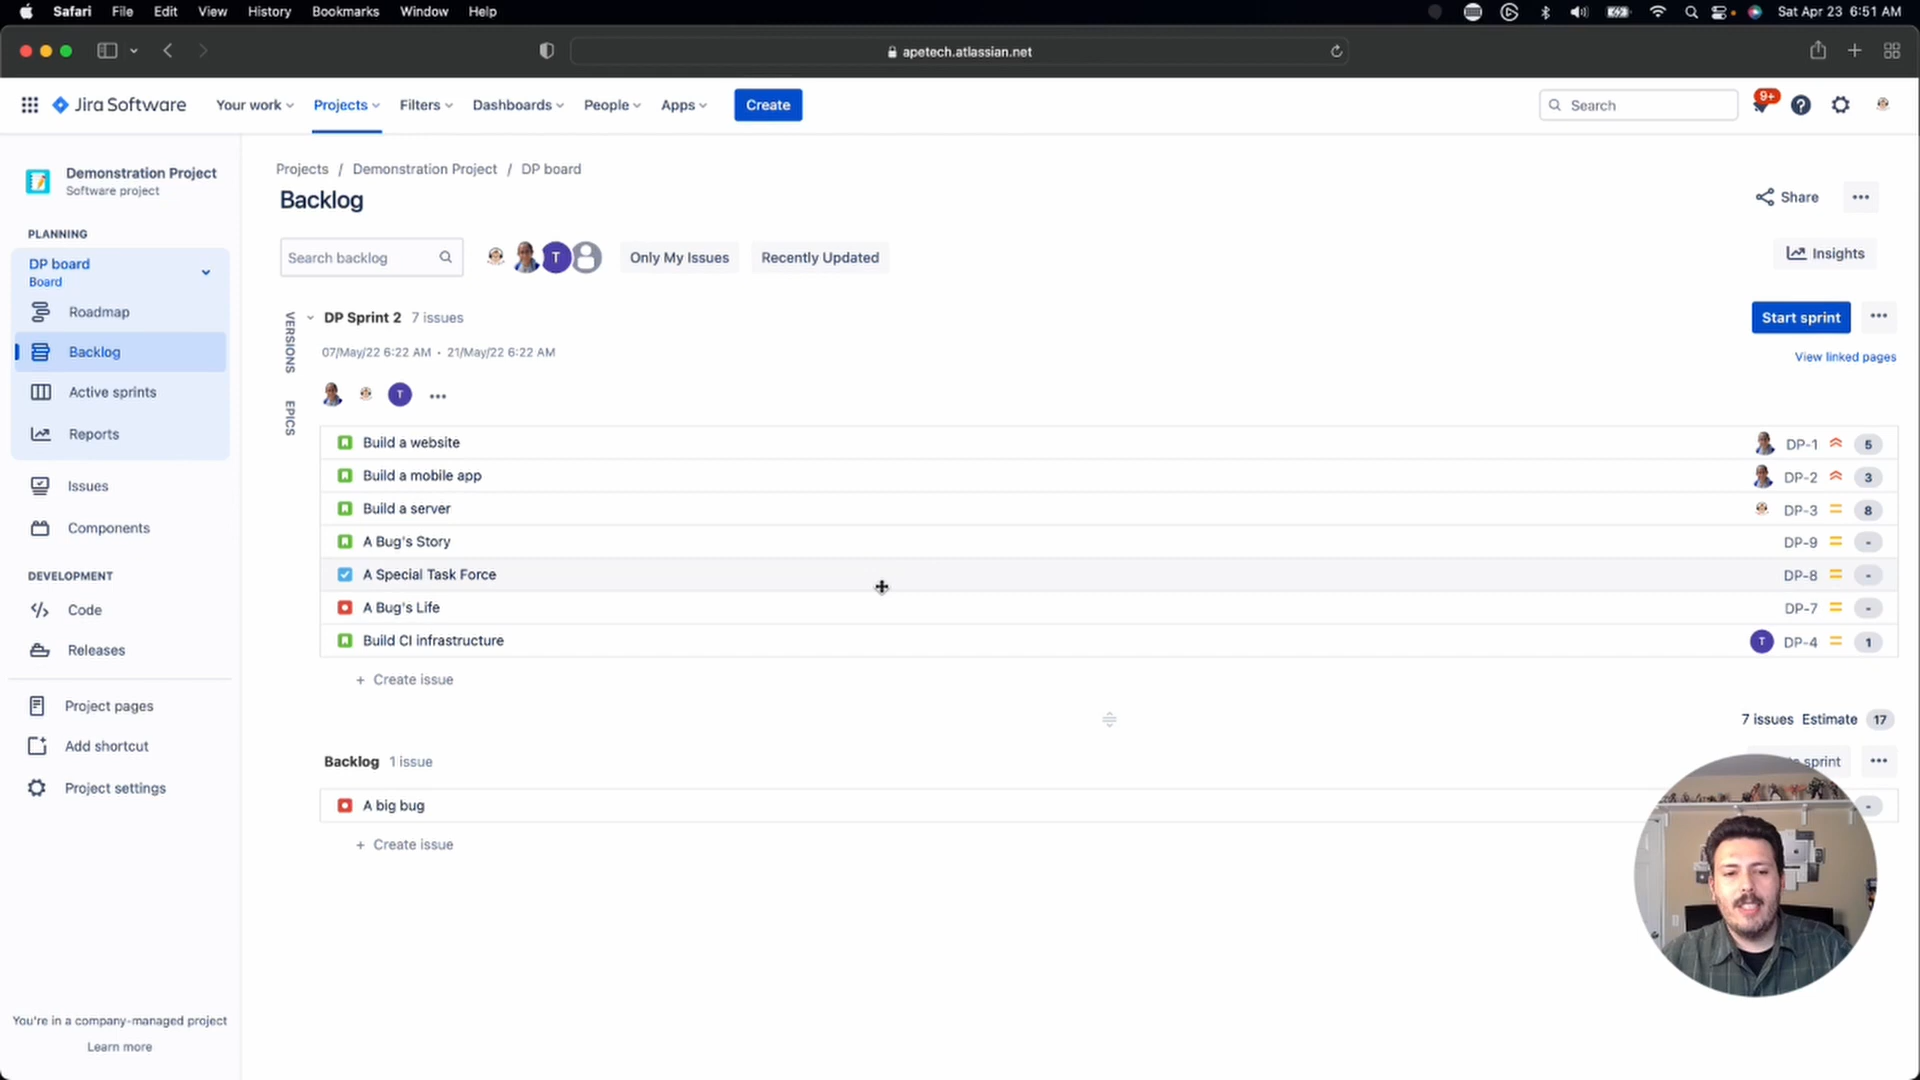 Safari File Edit View History Bookmarks Window Help Sat Apr 23 6:51 AM
apetech.atlassian.net
Jira Software Your work Projects Filters Dashboards People Apps Create Search 9+
Demonstration Project
Software project
PLANNING
DP board
Board
Roadmap
Backlog
Active sprints
Reports
Issues
Components
DEVELOPMENT
Code
Releases
Project pages
Add shortcut
Project settings
You're in a company-managed project
Learn more
Projects / Demonstration Project / DP board
Backlog
Share
Search backlog T Only My Issues Recently Updated Insights
VERSIONS
EPICS
DP Sprint 2 7 issues Start sprint
07/May/22 6:22 AM • 21/May/22 6:22 AM View linked pages
T
Build a website DP-1 5
Build a mobile app DP-2 3
Build a server DP-3 8
A Bug's Story DP-9 -
A Special Task Force DP-8 -
A Bug's Life DP-7 -
Build CI infrastructure T DP-4 1
+ Create issue
7 issues Estimate 17
Backlog 1 issue sprint
A big bug -
+ Create issue